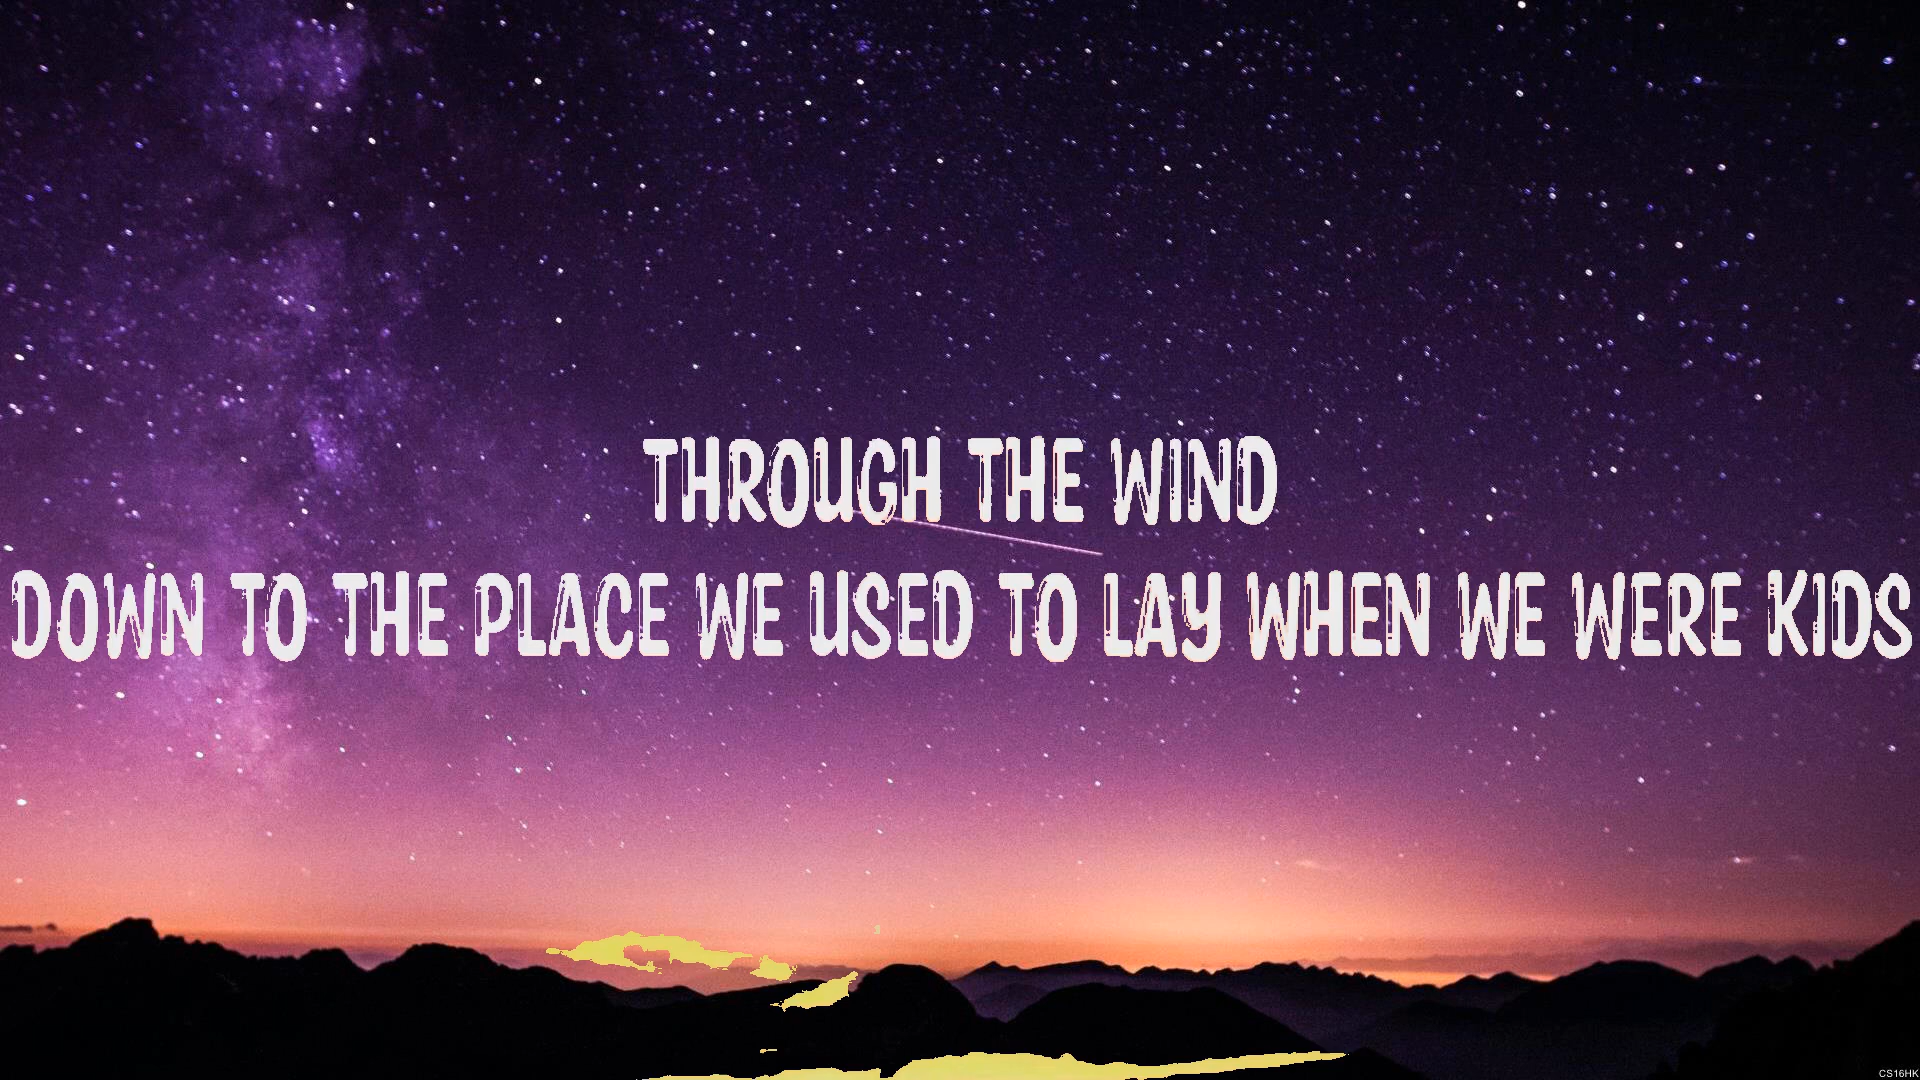 THROUGH THE WIND
DOWN TO THE PLACE WE USED TO LAY WHEN WE WERE KIDS
CS16HK